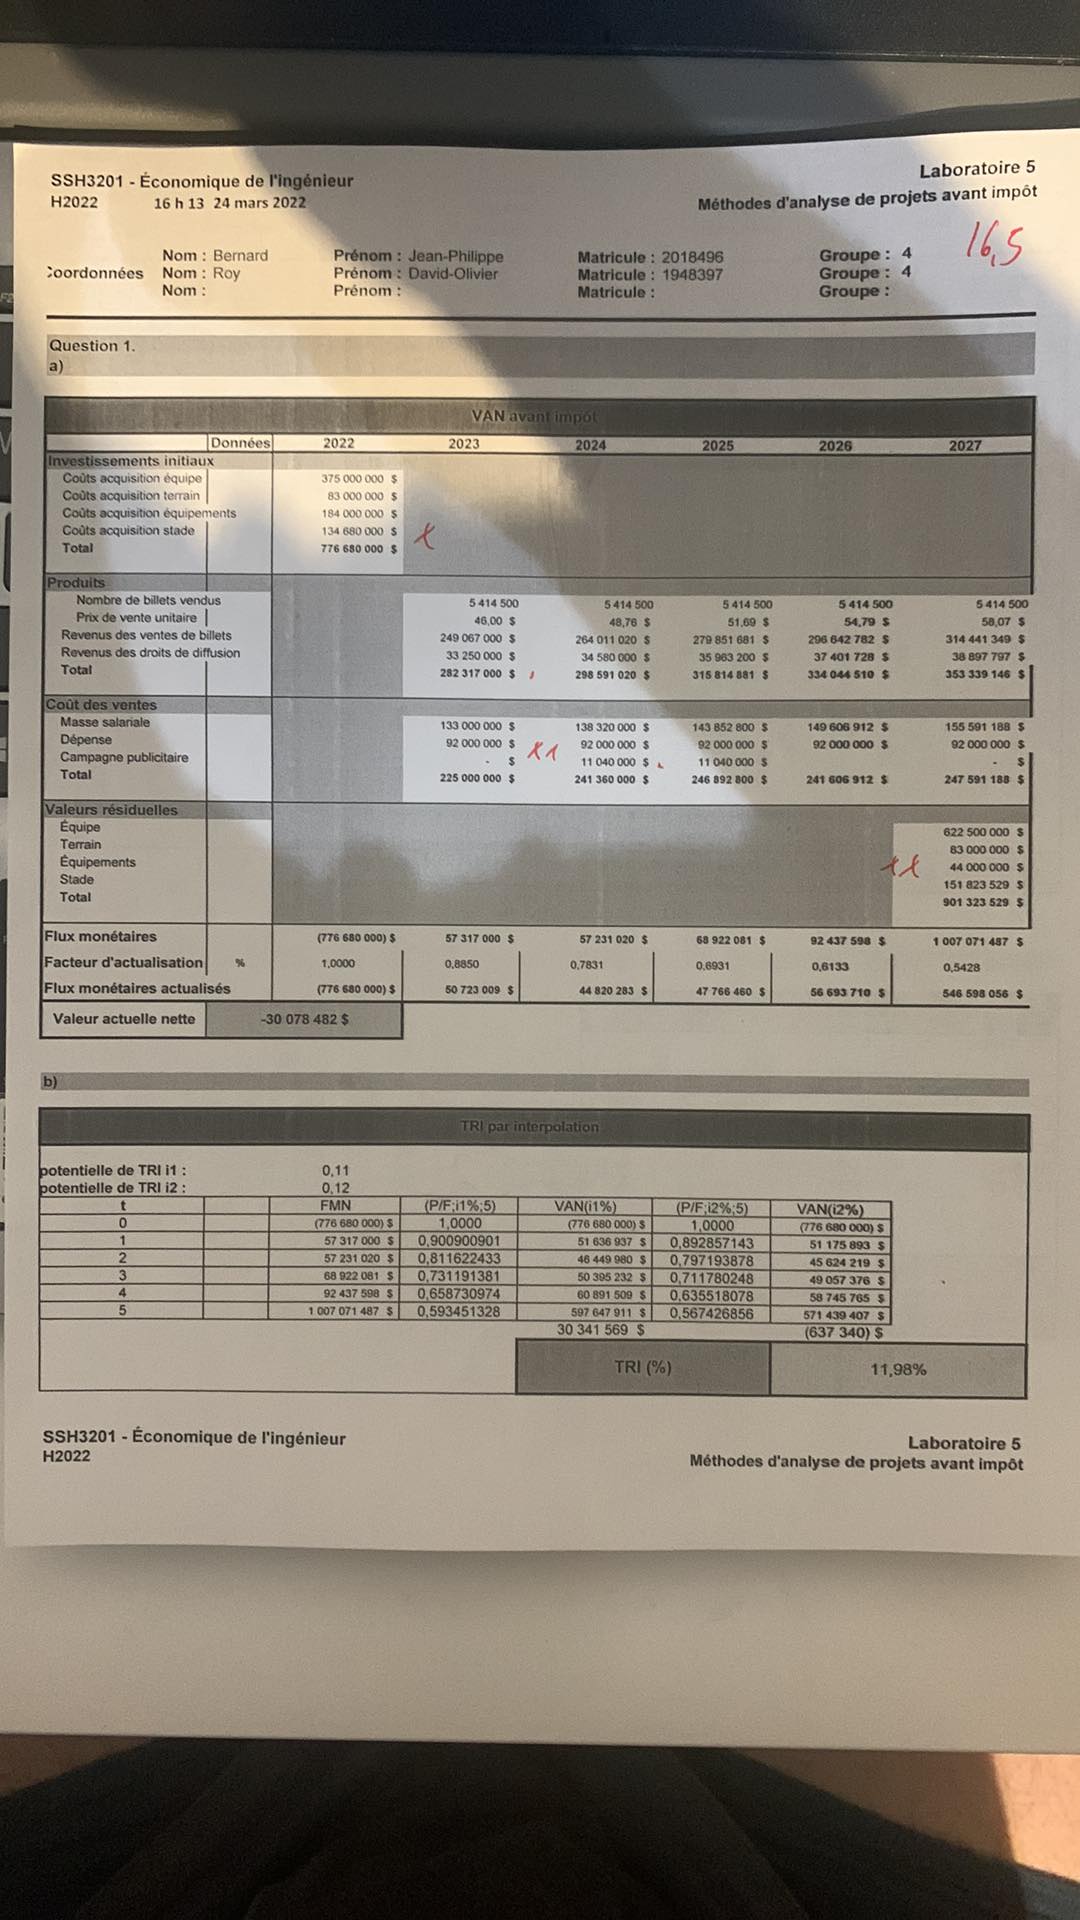 SSH3201 - Économique de l'ingénieur
Laboratoire 5
H2022 16 h 13 24 mars 2022
Méthodes d'analyse de projets avant impôt
16,5
Nom : Bernard Prénom : Jean-Philippe Matricule : 2018496 Groupe : 4
Coordonnées Nom : Roy Prénom : David-Olivier Matricule : 1948397 Groupe : 4
Nom : Prénom : Matricule : Groupe :
Question 1.
a)
VAN avant impôt
Données 2022 2023 2024 2025 2026 2027
Investissements initiaux
Coûts acquisition équipe 375 000 000 $
Coûts acquisition terrain 83 000 000 $
Coûts acquisition équipements 184 000 000 $
Coûts acquisition stade 134 680 000 $ x
Total 776 680 000 $
Produits
Nombre de billets vendus 5 414 500 5 414 500 5 414 500 5 414 500 5 414 500
Prix de vente unitaire 46,00 $ 48,76 $ 51,69 $ 54,79 $ 58,07 $
Revenus des ventes de billets 249 067 000 $ 264 011 020 $ 279 851 681 $ 296 642 782 $ 314 441 349 $
Revenus des droits de diffusion 33 250 000 $ 34 580 000 $ 35 963 200 $ 37 401 728 $ 38 897 797 $
Total 282 317 000 $ 298 591 020 $ 315 814 881 $ 334 044 510 $ 353 339 146 $
Coût des ventes
Masse salariale 133 000 000 $ 138 320 000 $ 143 852 800 $ 149 606 912 $ 155 591 188 $
Dépense 92 000 000 $ 92 000 000 $ 92 000 000 $ 92 000 000 $ 92 000 000 $
Campagne publicitaire - $ 11 040 000 $ 11 040 000 $ - $
Total 225 000 000 $ 241 360 000 $ 246 892 800 $ 241 606 912 $ 247 591 188 $
Valeurs résiduelles
Équipe 622 500 000 $
Terrain 83 000 000 $
Équipements xx 44 000 000 $
Stade 151 823 529 $
Total 901 323 529 $
Flux monétaires (776 680 000) $ 57 317 000 $ 57 231 020 $ 68 922 081 $ 92 437 598 $ 1 007 071 487 $
Facteur d'actualisation % 1,0000 0,8850 0,7831 0,6931 0,6133 0,5428
Flux monétaires actualisés (776 680 000) $ 50 723 009 $ 44 820 283 $ 47 766 460 $ 56 693 710 $ 546 598 056 $
Valeur actuelle nette -30 078 482 $
b)
TRI par interpolation
potentielle de TRI i1 : 0,11
potentielle de TRI i2 : 0,12
t FMN (P/F;i1%;5) VAN(i1%) (P/F;i2%;5) VAN(i2%)
0 (776 680 000) $ 1,0000 (776 680 000) $ 1,0000 (776 680 000) $
1 57 317 000 $ 0,900900901 51 636 937 $ 0,892857143 51 175 893 $
2 57 231 020 $ 0,811622433 46 449 980 $ 0,797193878 45 624 219 $
3 68 922 081 $ 0,731191381 50 395 232 $ 0,711780248 49 057 376 $
4 92 437 598 $ 0,658730974 60 891 509 $ 0,635518078 58 745 765 $
5 1 007 071 487 $ 0,593451328 597 647 911 $ 0,567426856 571 439 407 $
30 341 569 $ (637 340) $
TRI (%) 11,98%
SSH3201 - Économique de l'ingénieur
Laboratoire 5
H2022
Méthodes d'analyse de projets avant impôt